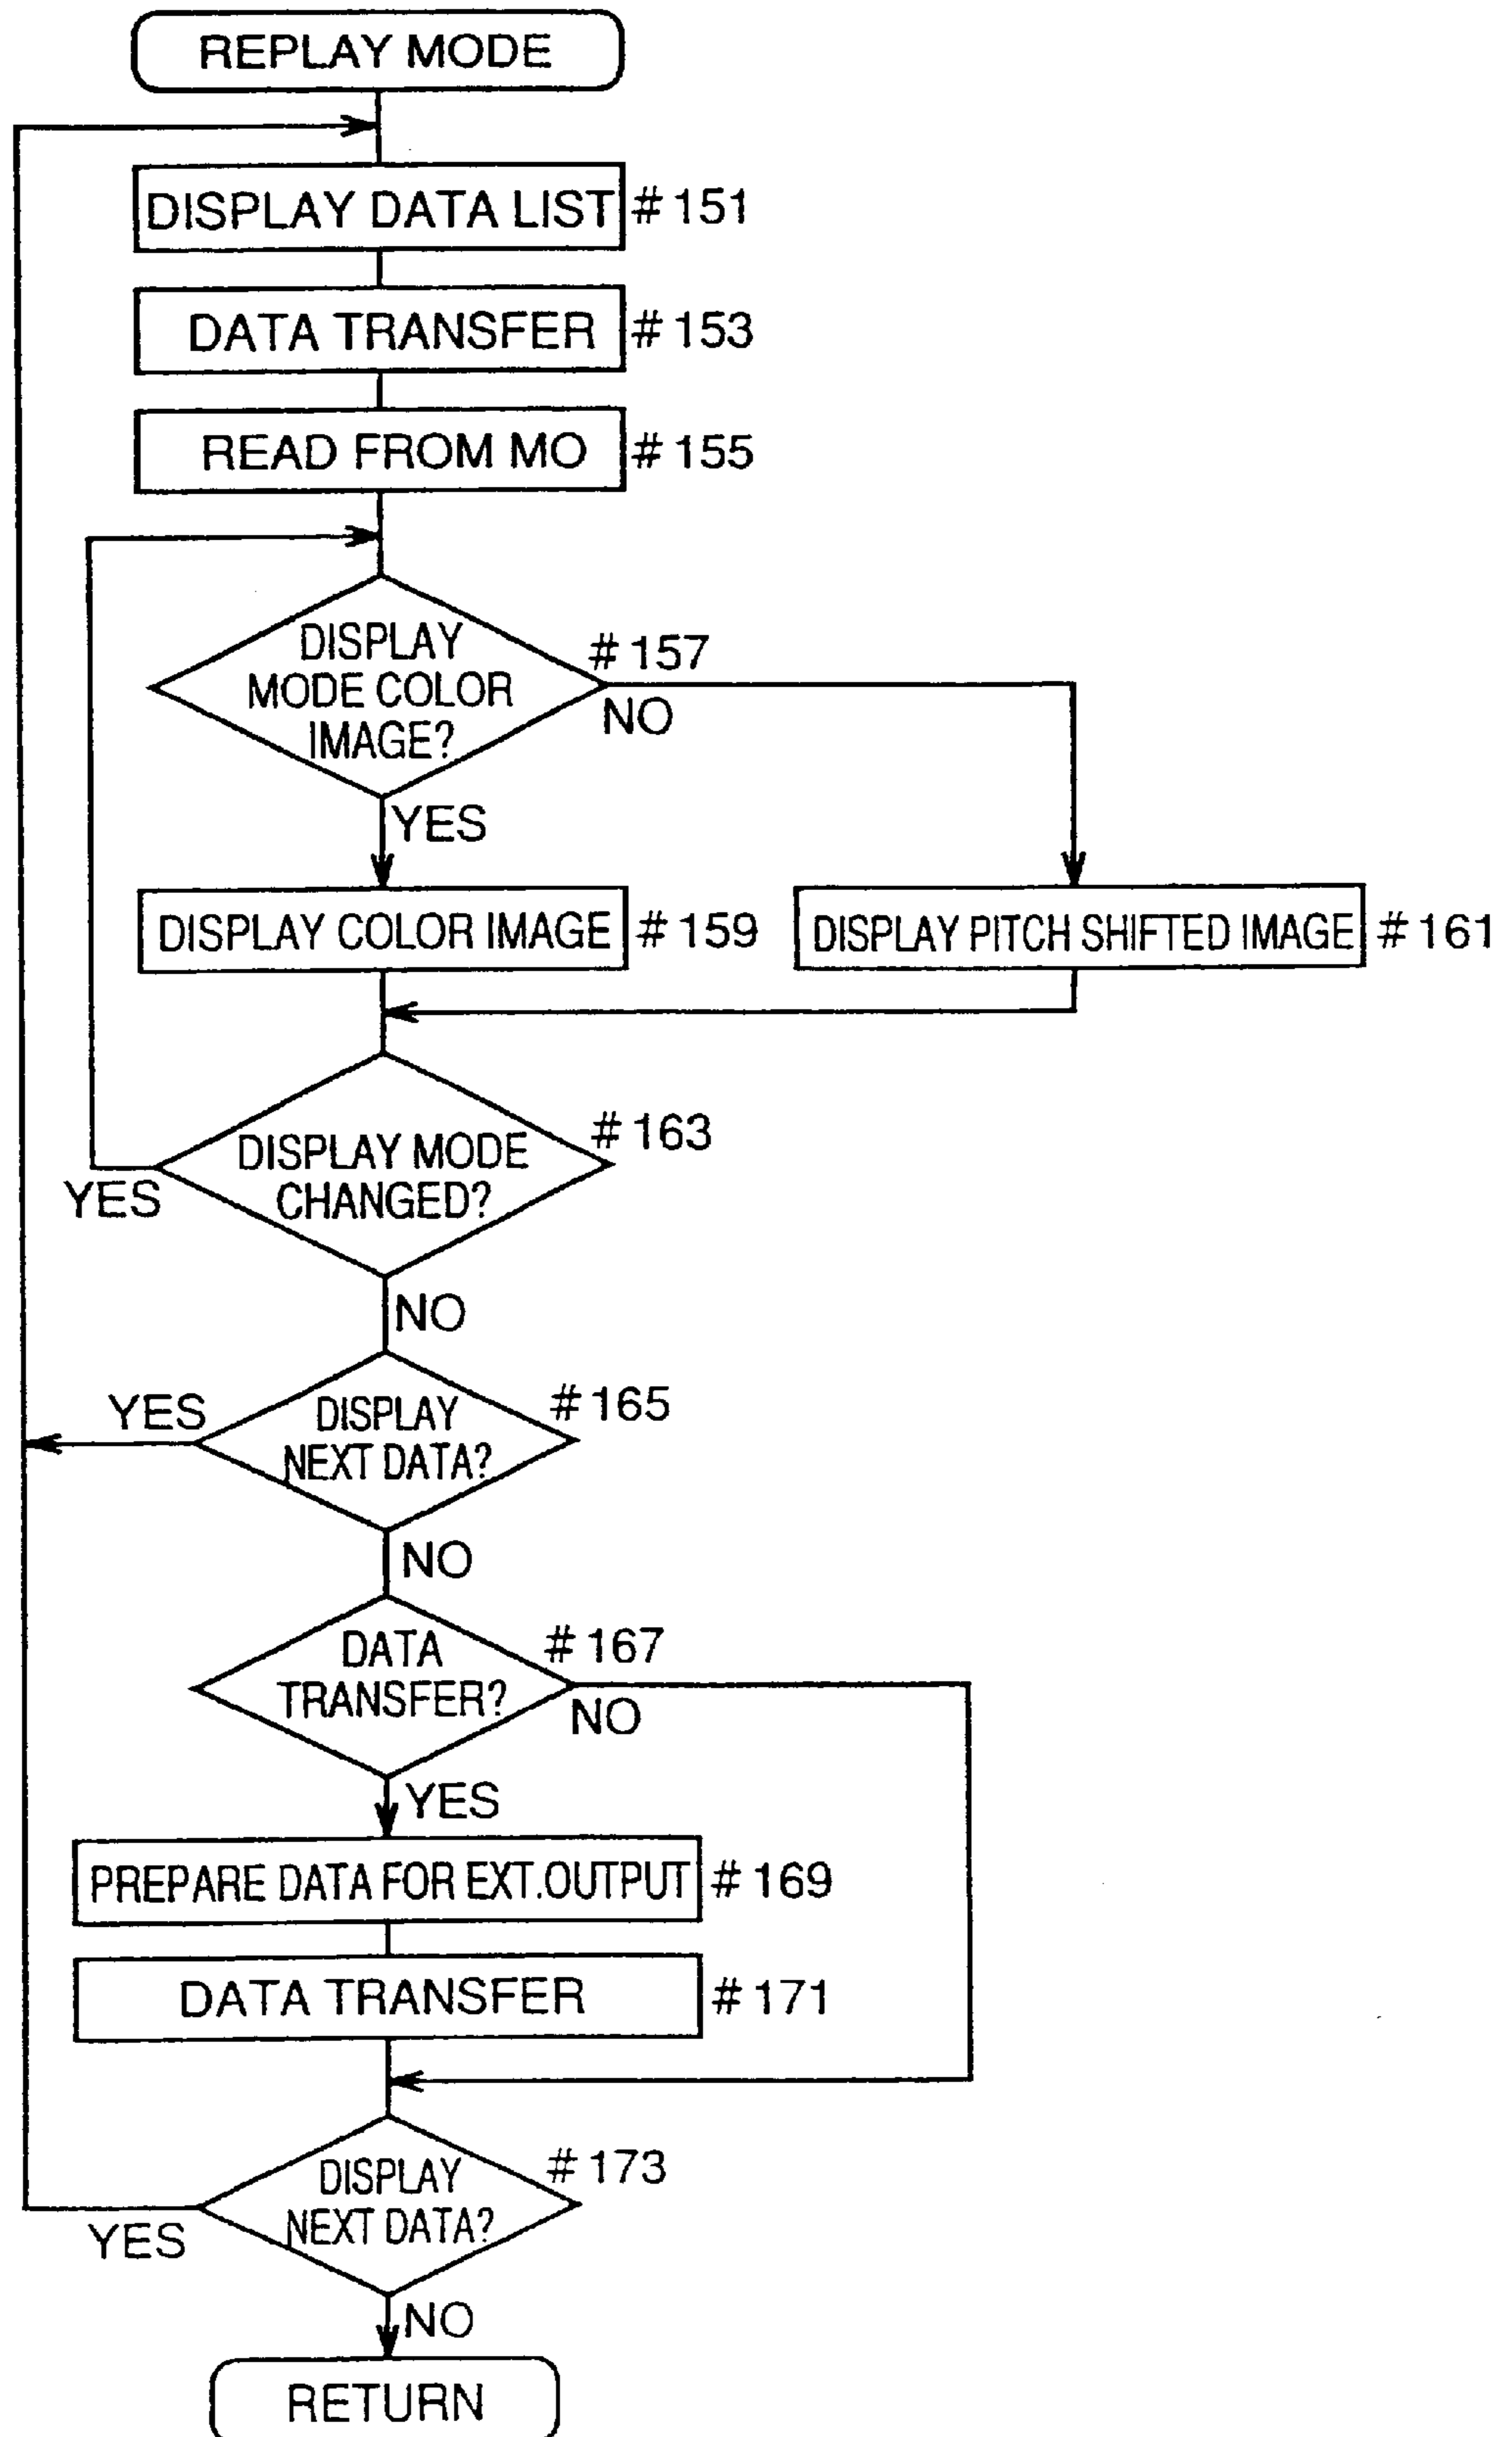 REPLAY MODE
DISPLAY DATA LIST #151
DATA TRANSFER #153
READ FROM MO #155
DISPLAY
MODE COLOR
IMAGE?
#157
NO
YES
DISPLAY COLOR IMAGE #159
DISPLAY PITCH SHIFTED IMAGE #161
DISPLAY MODE
CHANGED?
#163
YES
NO
DISPLAY
NEXT DATA?
#165
YES
NO
DATA
TRANSFER?
#167
NO
YES
PREPARE DATA FOR EXT.OUTPUT #169
DATA TRANSFER #171
DISPLAY
NEXT DATA?
#173
YES
NO
RETURN